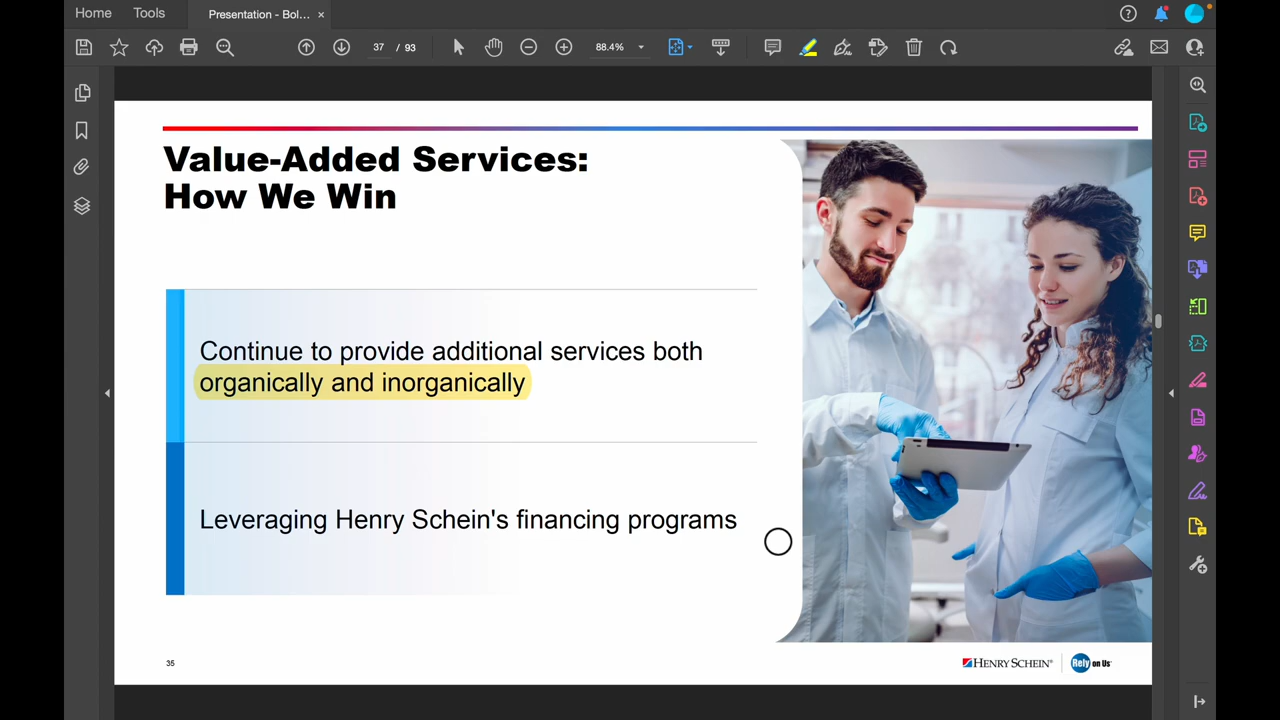 Home
Tools
Presentation - Bol... ×
37 / 93
88.4%
Value-Added Services:
How We Win
Continue to provide additional services both
organically and inorganically
Leveraging Henry Schein's financing programs
35
HENRY SCHEIN®
Rely on Us